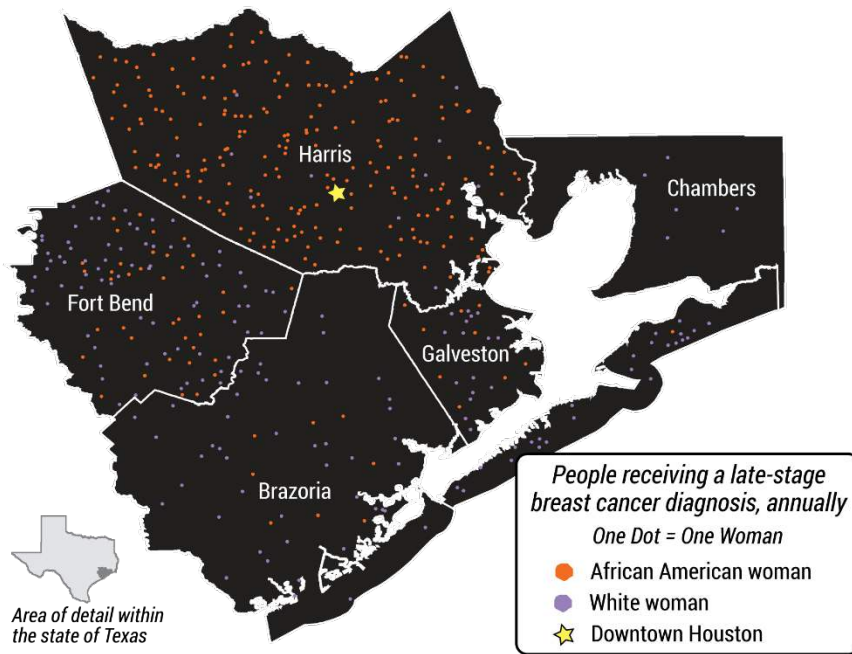 Harris
Chambers
Fort Bend
Galveston
Brazoria
People receiving a late-stage
breast cancer diagnosis, annually
One Dot = One Woman
African American woman
White woman
Downtown Houston
Area of detail within
the state of Texas